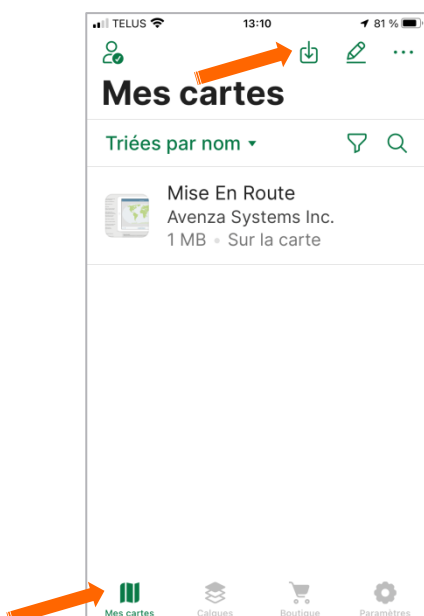 TELUS 13:10 81 %
Mes cartes
Triées par nom
Mise En Route
Avenza Systems Inc.
1 MB • Sur la carte
Mes cartes Calques Boutique Paramètres